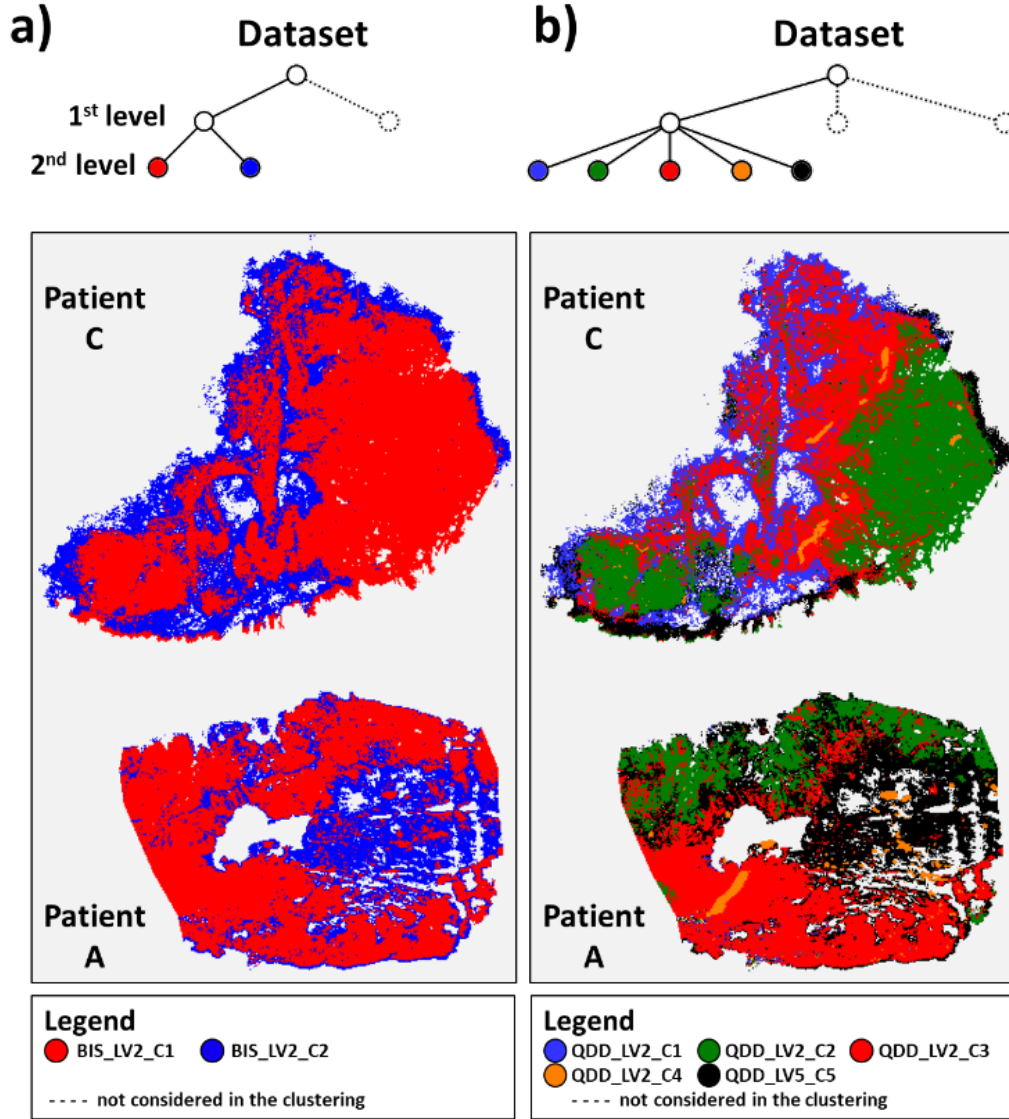 a)
Dataset
1st level
2nd level
b)
Dataset
Patient
C
Patient
A
Patient
C
Patient
A
Legend
BIS_LV2_C1 BIS_LV2_C2
---- not considered in the clustering
Legend
QDD_LV2_C1 QDD_LV2_C2 QDD_LV2_C3
QDD_LV2_C4 QDD_LV5_C5
---- not considered in the clustering